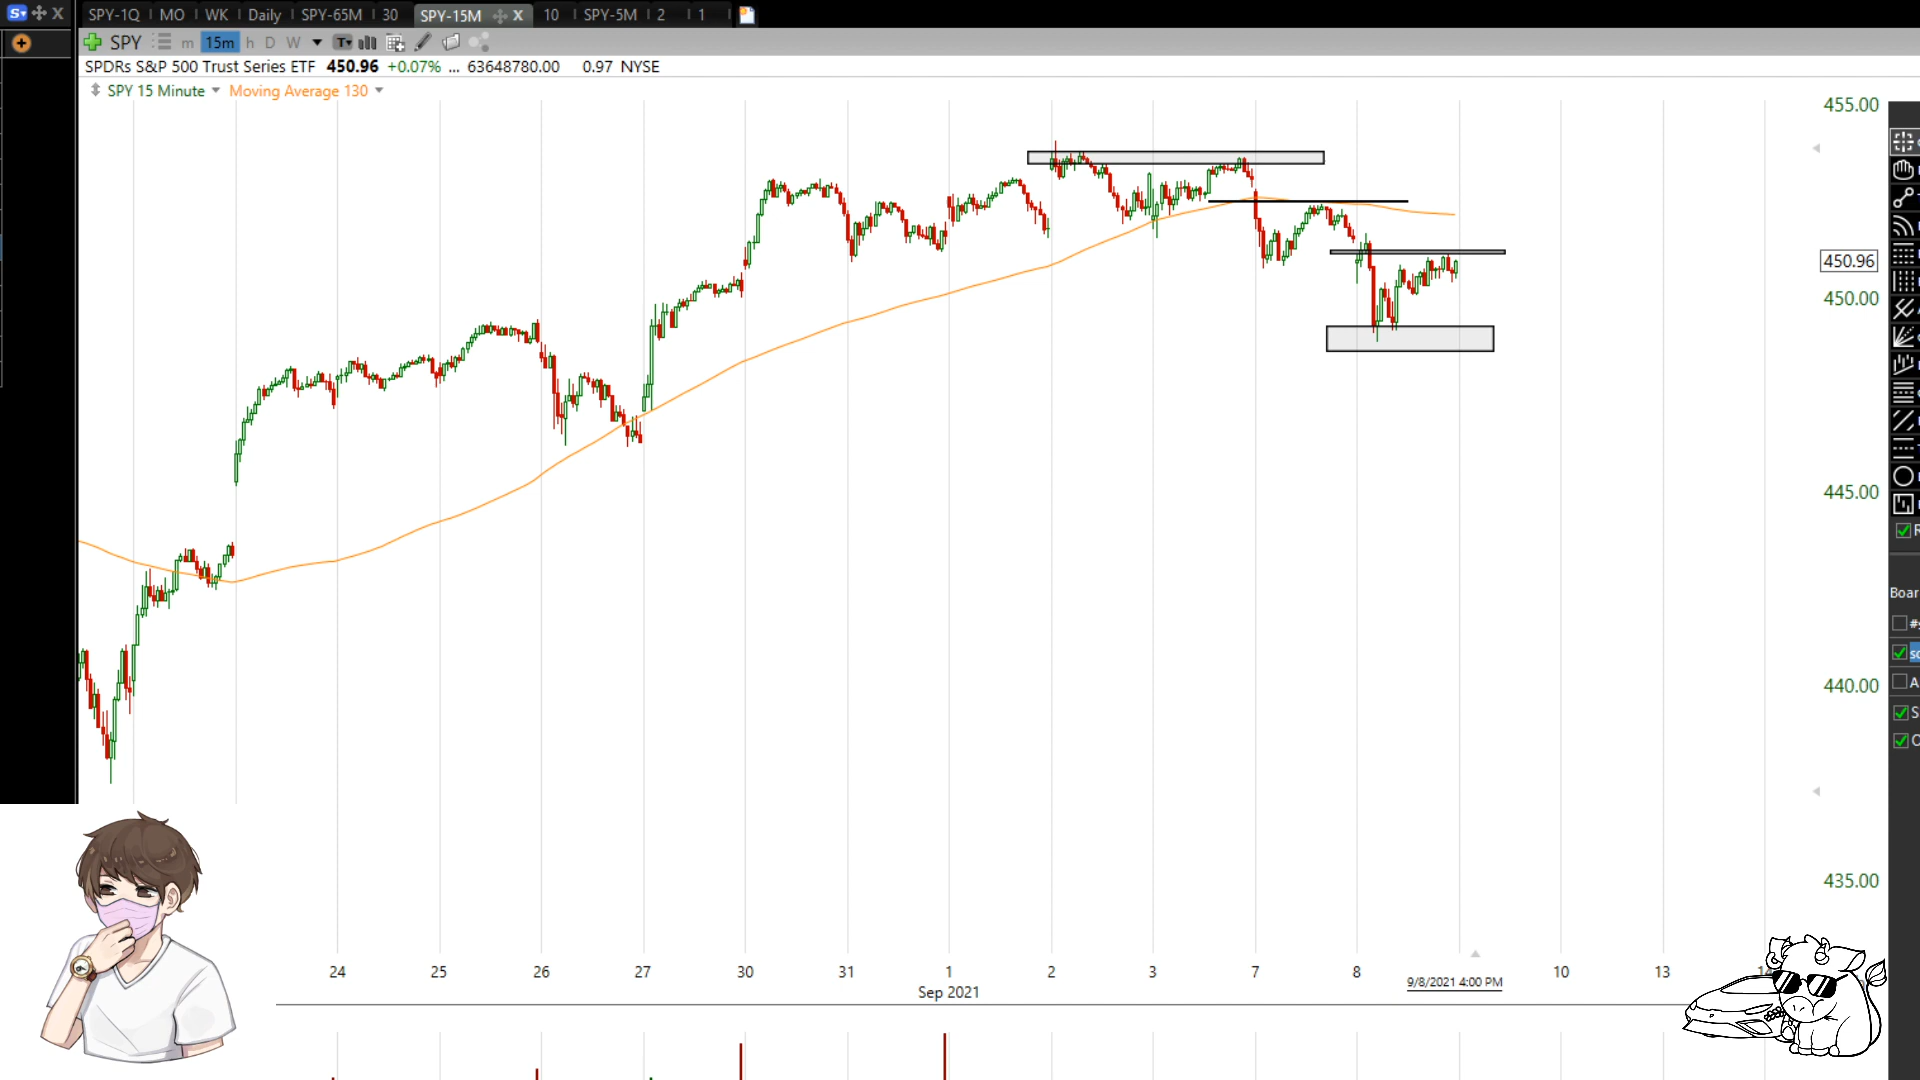 S
SPY-1Q MO WK Daily SPY-65M 30 SPY-15M X 10 SPY-5M 2 1
SPY m 15m h D W T
SPDRs S&P 500 Trust Series ETF 450.96 +0.07% ... 63648780.00 0.97 NYSE
SPY 15 Minute Moving Average 130
455.00
450.96
450.00
445.00
440.00
435.00
Boar
24 25 26 27 30 31 1 2 3 7 8 10 13 14
9/8/2021 4:00 PM
Sep 2021